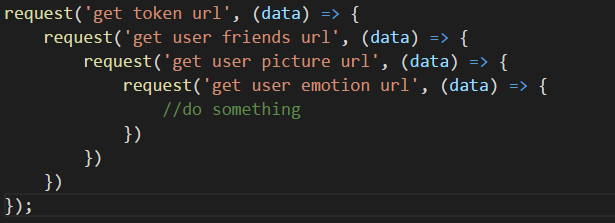 request('get token url', (data) => {
    request('get user friends url', (data) => {
        request('get user picture url', (data) => {
            request('get user emotion url', (data) => {
                //do something
            })
        })
    })
});